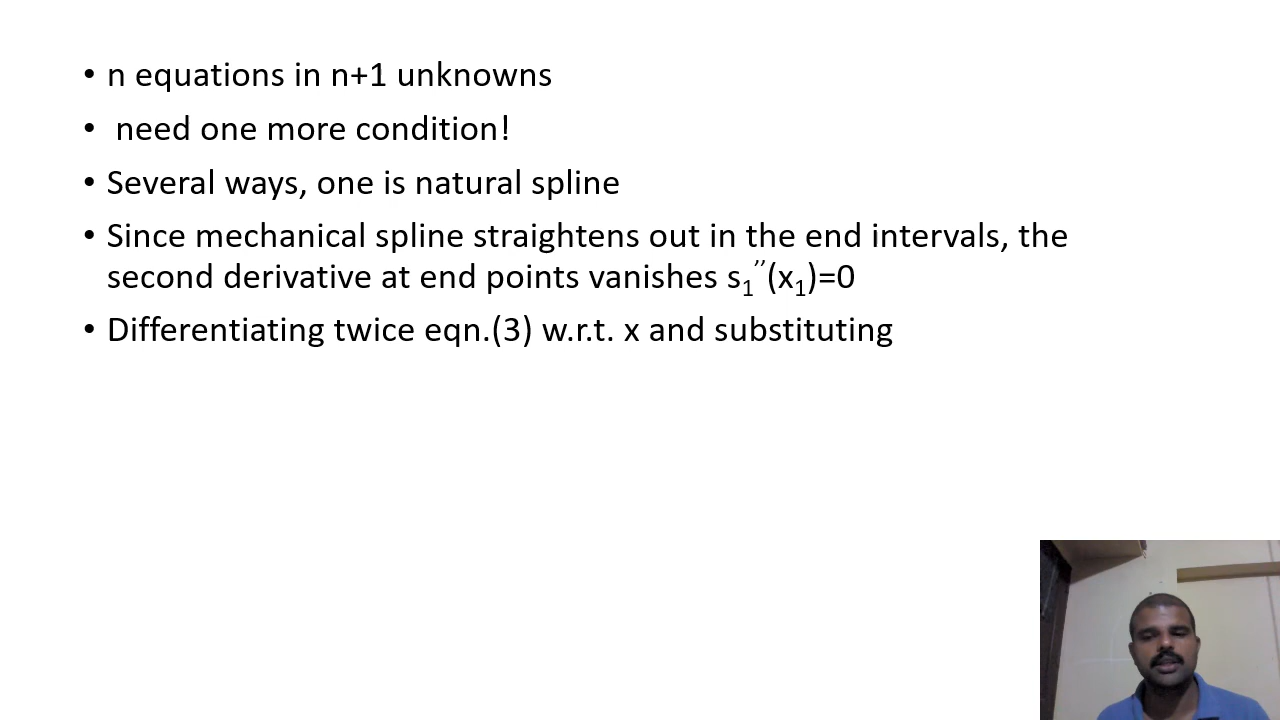 • n equations in n+1 unknowns
• need one more condition!
• Several ways, one is natural spline
• Since mechanical spline straightens out in the end intervals, the
second derivative at end points vanishes s₁’’(x₁)=0
• Differentiating twice eqn.(3) w.r.t. x and substituting